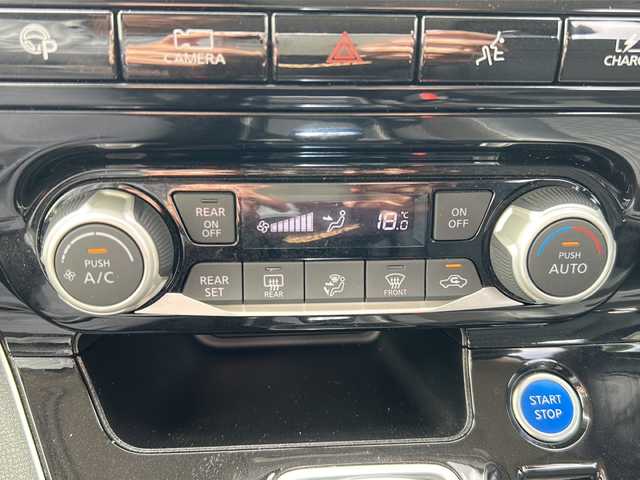 P
CAMERA
CHARG
REAR
ON
OFF
18.0
°C
ON
OFF
PUSH
A/C
PUSH
AUTO
REAR
SET
REAR
FRONT
START
STOP